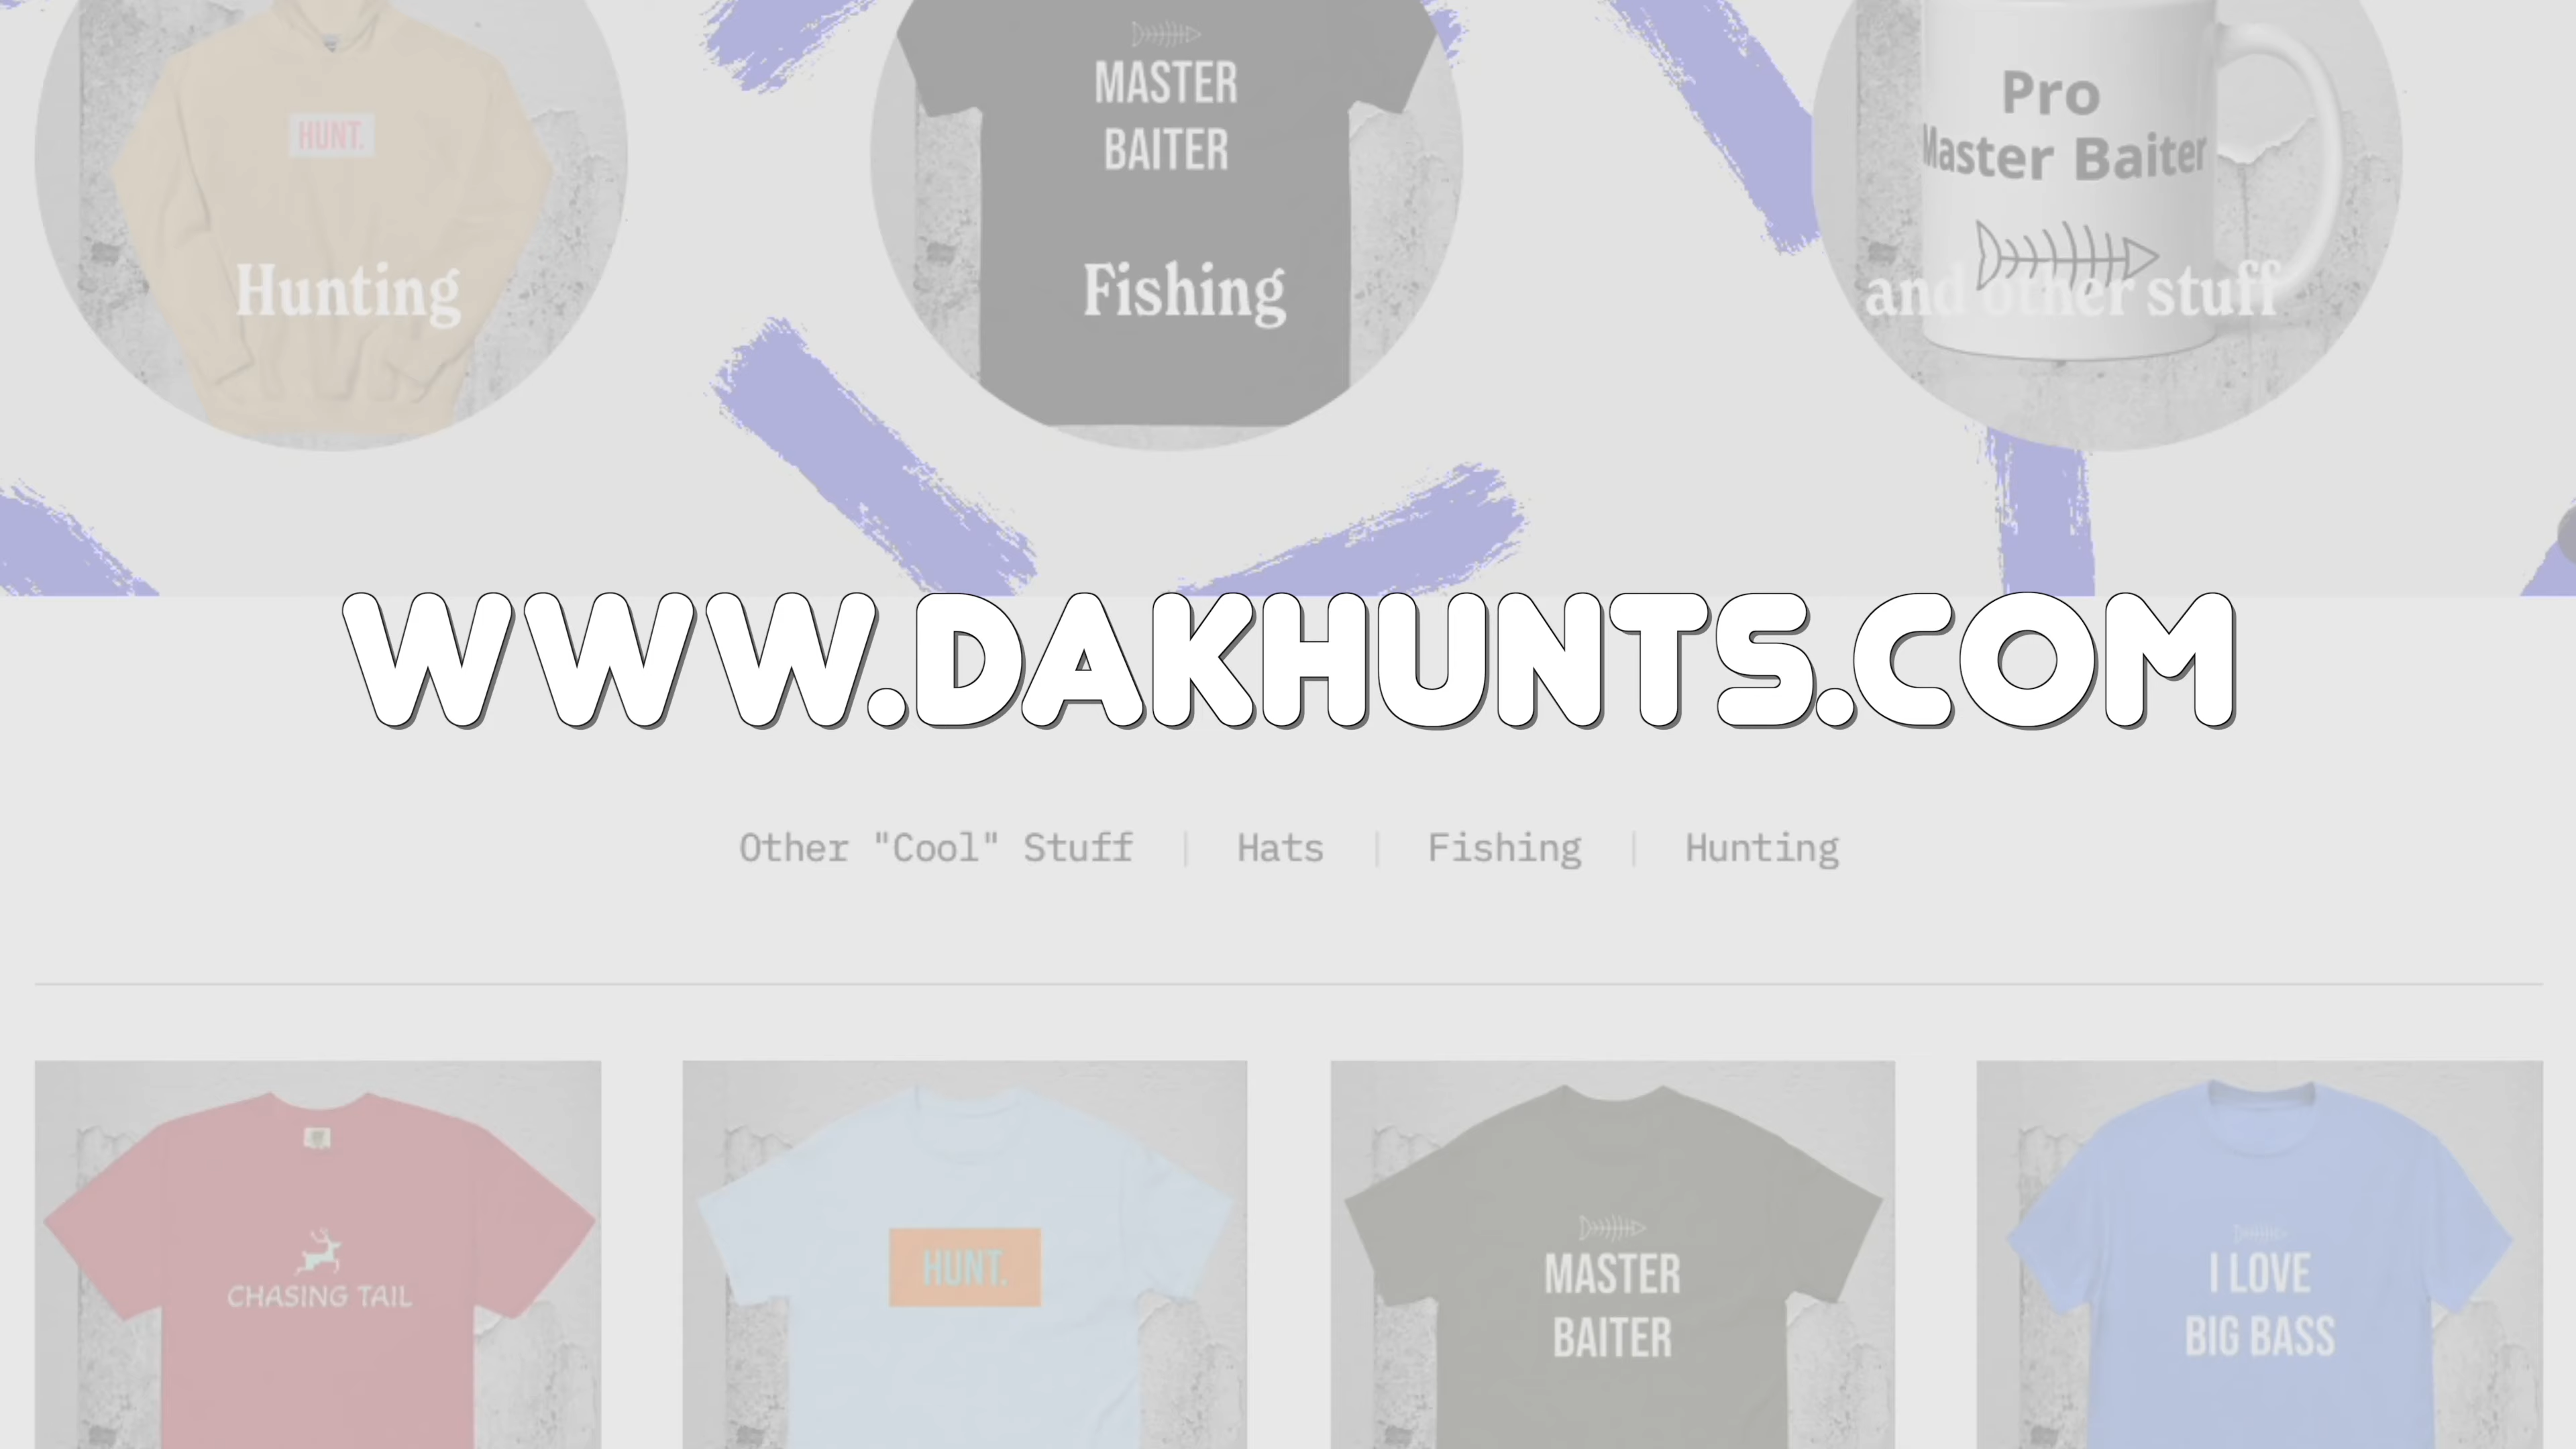 HUNT.
Hunting
MASTER
BAITER
Fishing
Pro
Master Baiter
and other stuff
WWW.DAKHUNTS.COM
Other "Cool" Stuff | Hats | Fishing | Hunting
CHASING TAIL
HUNT.
MASTER
BAITER
I LOVE
BIG BASS